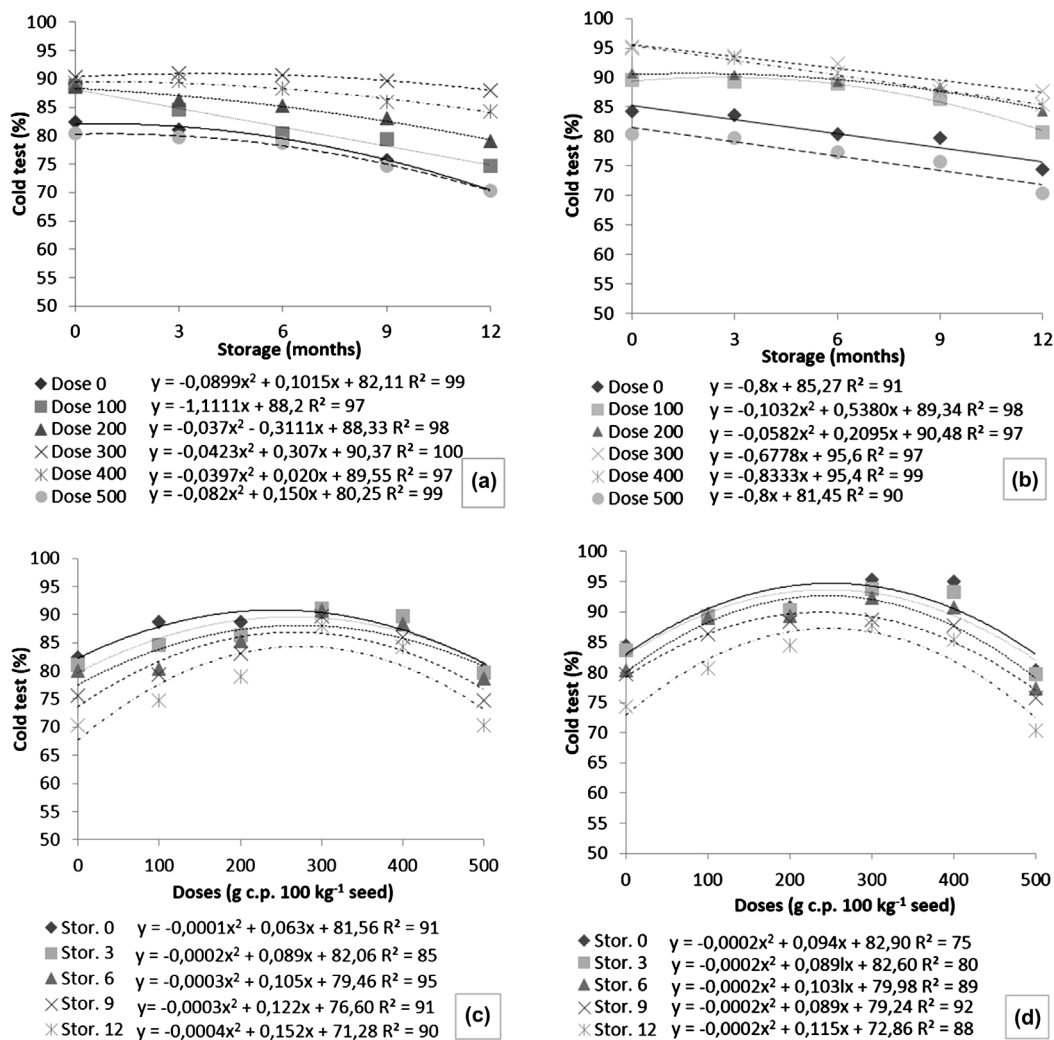 100
95
90
85
80
75
70
65
60
55
50
Cold test (%)
0 3 6 9 12
Storage (months)
Dose 0 y = -0,0899x² + 0,1015x + 82,11 R² = 99
Dose 100 y = -1,1111x + 88,2 R² = 97
Dose 200 y = -0,037x² - 0,3111x + 88,33 R² = 98
Dose 300 y = -0,0423x² + 0,307x + 90,37 R² = 100
Dose 400 y = -0,0397x² + 0,020x + 89,55 R² = 97
Dose 500 y = -0,082x² + 0,150x + 80,25 R² = 99
(a)
100
95
90
85
80
75
70
65
60
55
50
Cold test (%)
0 3 6 9 12
Storage (months)
Dose 0 y = -0,8x + 85,27 R² = 91
Dose 100 y = -0,1032x² + 0,5380x + 89,34 R² = 98
Dose 200 y = -0,0582x² + 0,2095x + 90,48 R² = 97
Dose 300 y = -0,6778x + 95,6 R² = 97
Dose 400 y = -0,8333x + 95,4 R² = 99
Dose 500 y = -0,8x + 81,45 R² = 90
(b)
100
95
90
85
80
75
70
65
60
55
50
Cold test (%)
0 100 200 300 400 500
Doses (g c.p. 100 kg⁻¹ seed)
Stor. 0 y = -0,0001x² + 0,063x + 81,56 R² = 91
Stor. 3 y = -0,0002x² + 0,089x + 82,06 R² = 85
Stor. 6 y = -0,0003x² + 0,105x + 79,46 R² = 95
Stor. 9 y = -0,0003x² + 0,122x + 76,60 R² = 91
Stor. 12 y = -0,0004x² + 0,152x + 71,28 R² = 90
(c)
100
95
90
85
80
75
70
65
60
55
50
Cold test (%)
0 100 200 300 400 500
Doses (g c.p. 100 kg⁻¹ seed)
Stor. 0 y = -0,0002x² + 0,094x + 82,90 R² = 75
Stor. 3 y = -0,0002x² + 0,089lx + 82,60 R² = 80
Stor. 6 y = -0,0002x² + 0,103lx + 79,98 R² = 89
Stor. 9 y = -0,0002x² + 0,089x + 79,24 R² = 92
Stor. 12 y = -0,0002x² + 0,115x + 72,86 R² = 88
(d)